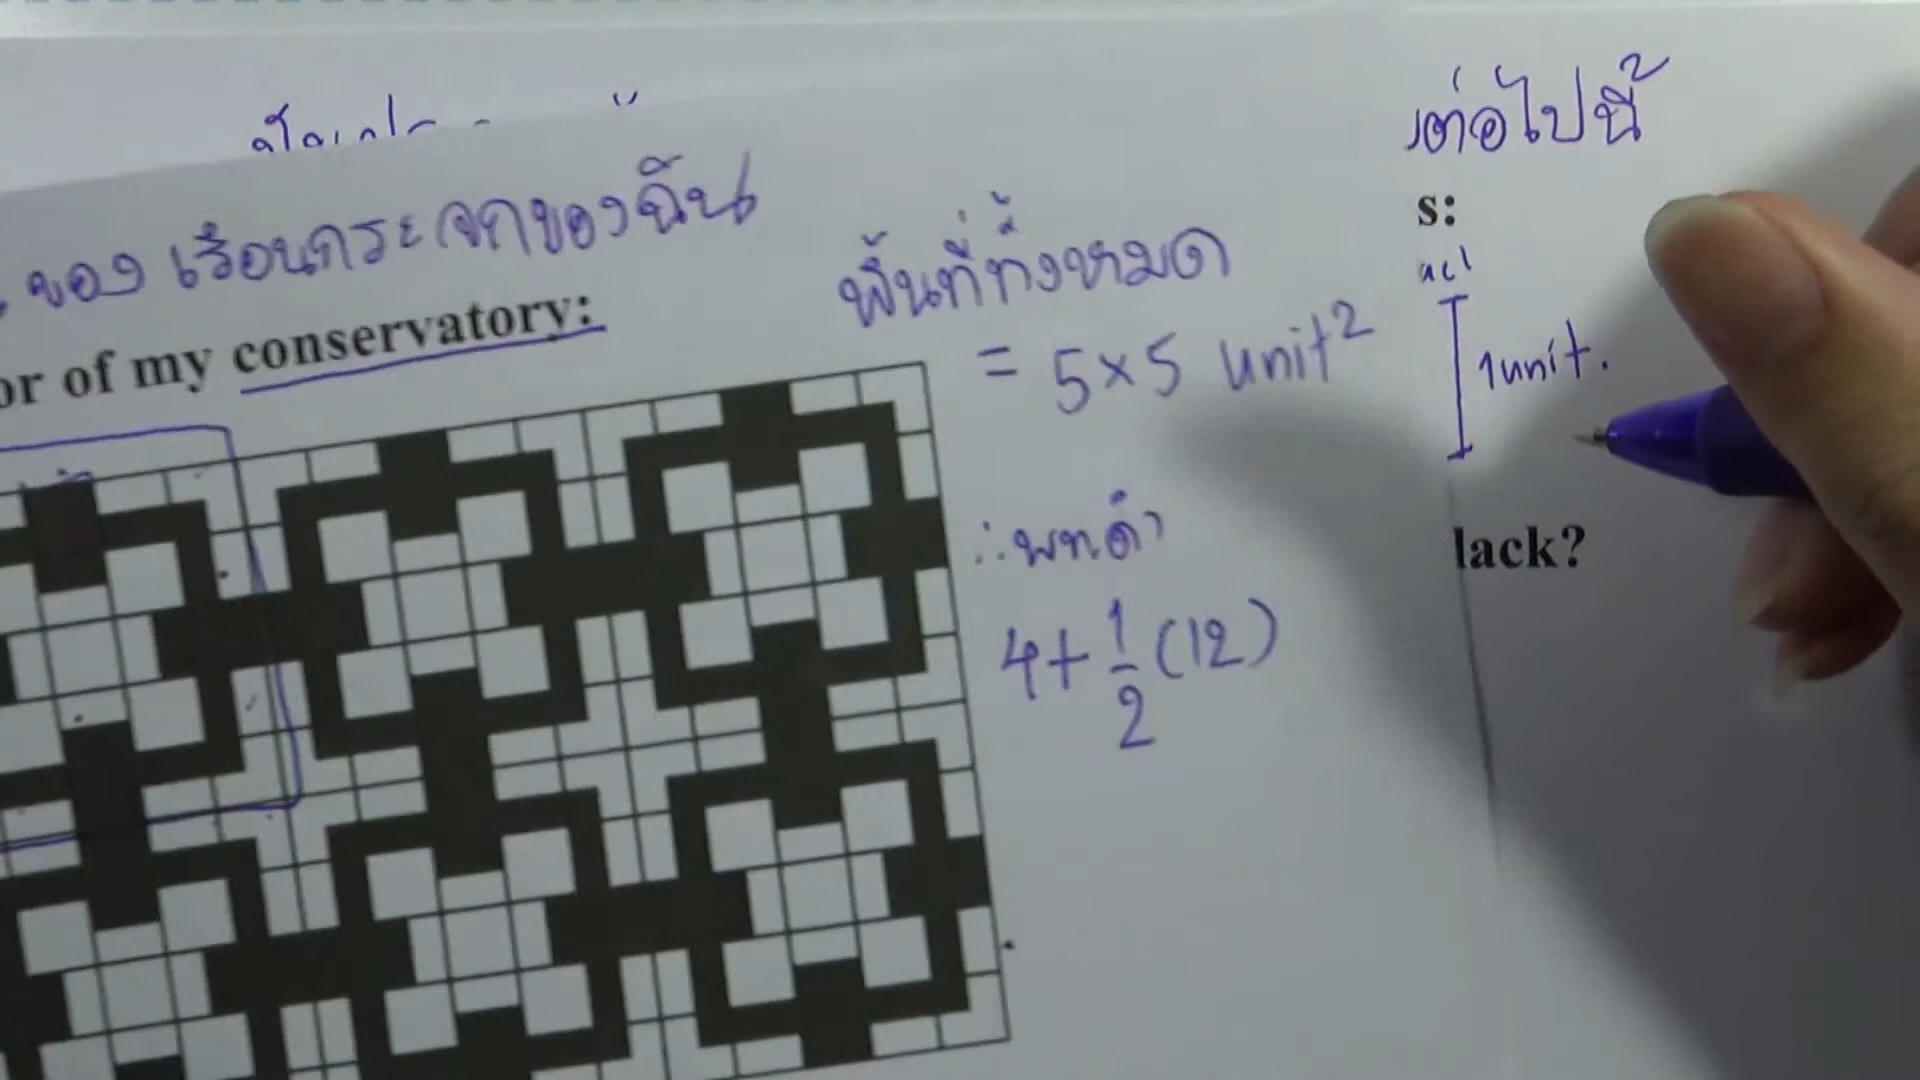 ของ เรือนกระจกของฉัน
or of my conservatory:
พื้นที่ทั้งหมด
= 5×5 unit²
∴ พทดำ
4+½(12)
ต่อไปนี้
s:
1 unit.
lack?